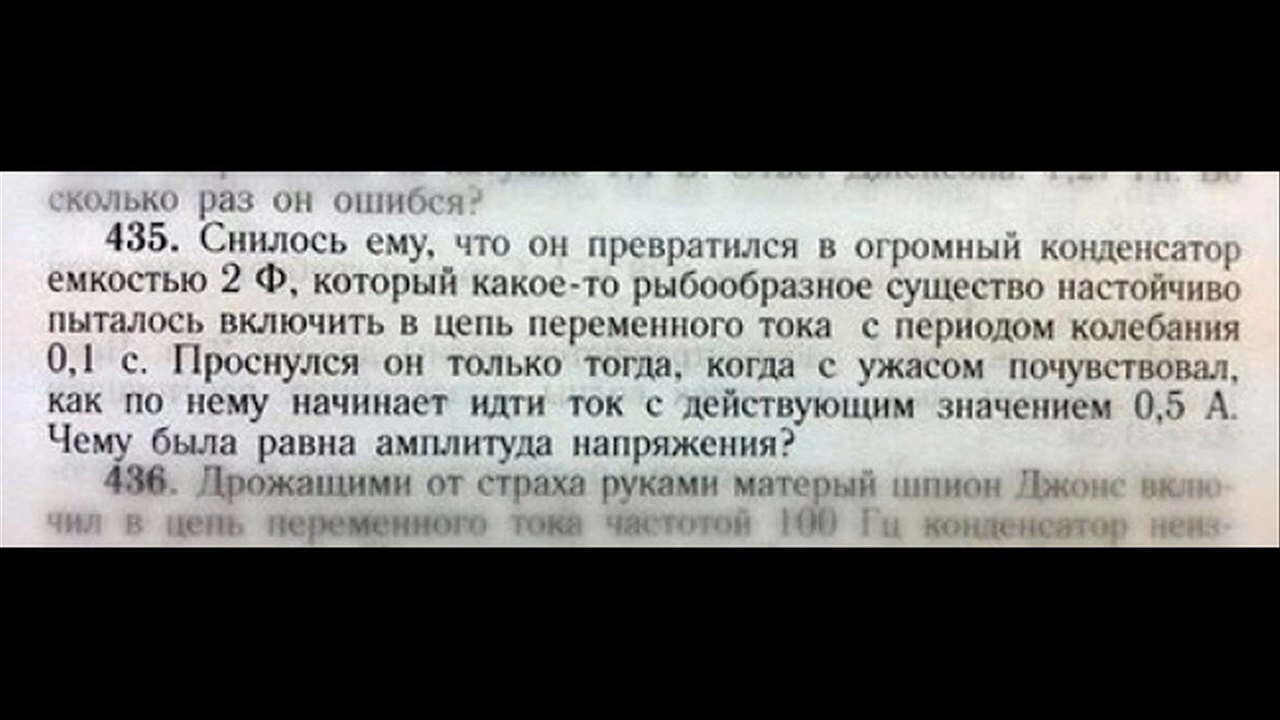 сколько раз он ошибся?
435. Снилось ему, что он превратился в огромный конденсатор
емкостью 2 Ф, который какое-то рыбообразное существо настойчиво
пыталось включить в цепь переменного тока с периодом колебания
0,1 с. Проснулся он только тогда, когда с ужасом почувствовал,
как по нему начинает идти ток с действующим значением 0,5 А.
Чему была равна амплитуда напряжения?
436. Дрожащими от страха руками матерый шпион Джонс вклю-
чил в цепь переменного тока частотой 100 Гц конденсатор неиз-